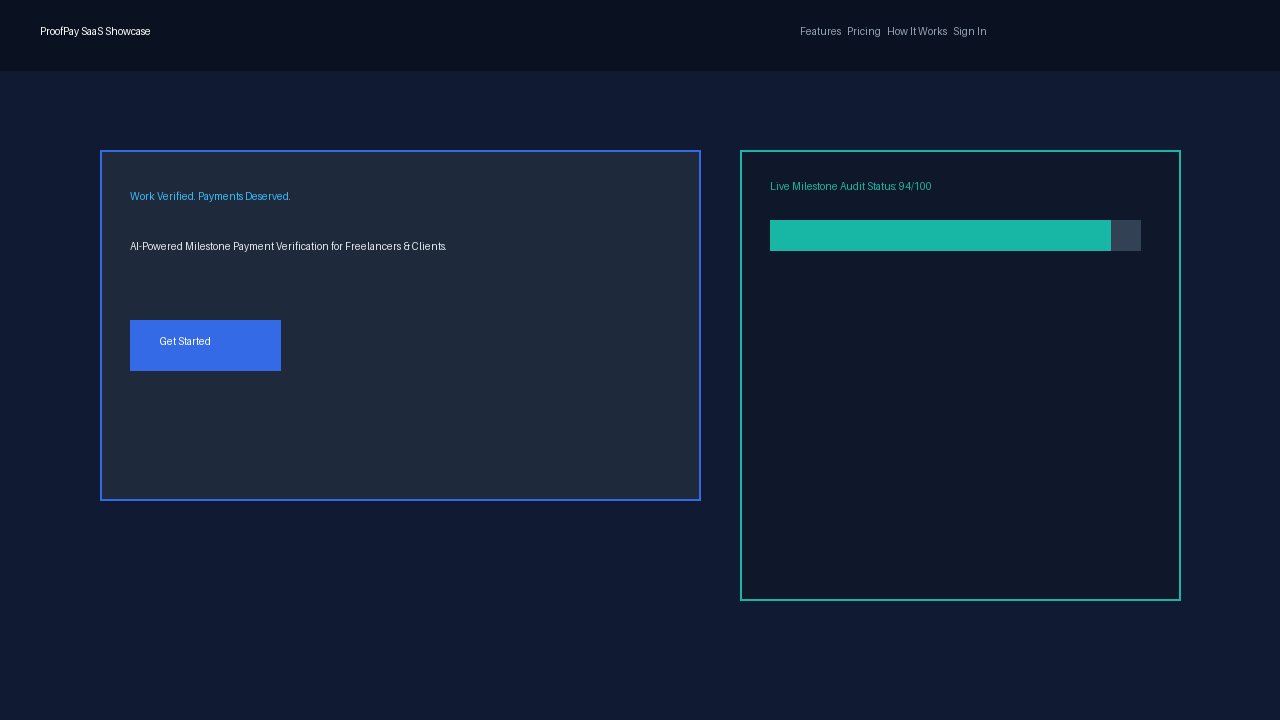 ProofPay SaaS Showcase
Features Pricing How It Works Sign In
Work Verified. Payments Deserved.
AI-Powered Milestone Payment Verification for Freelancers & Clients.
Get Started
Live Milestone Audit Status: 94/100